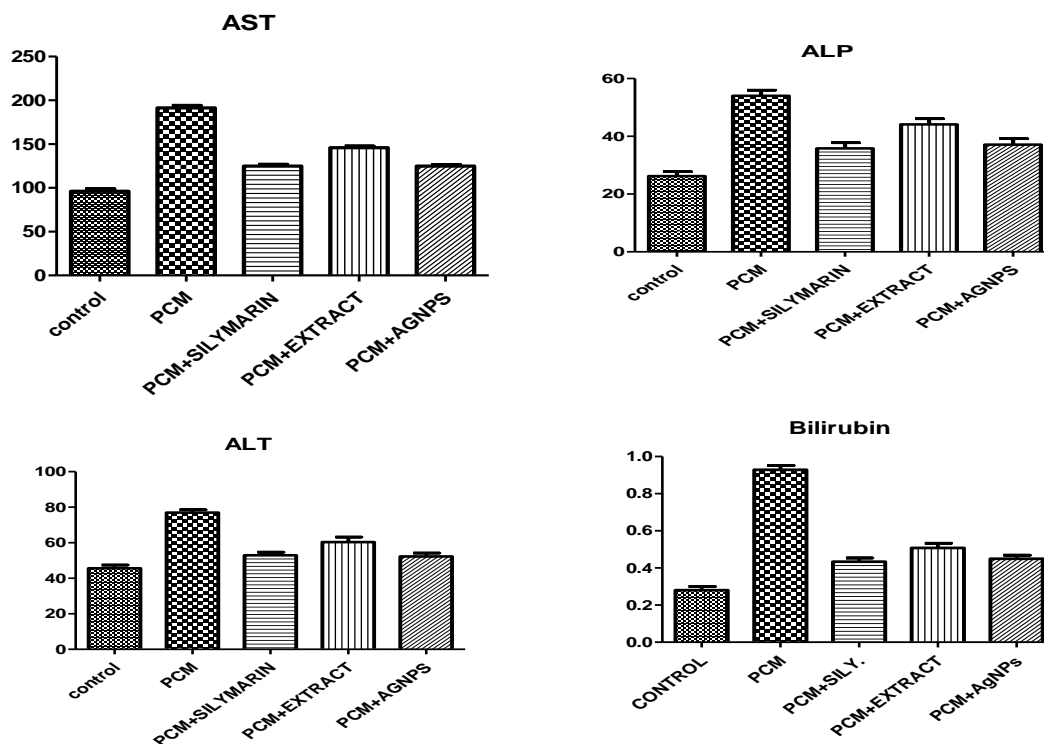 AST
250
200
150
100
50
0
control
PCM
PCM+SILYMARIN
PCM+EXTRACT
PCM+AGNPS
ALP
60
40
20
0
control
PCM
PCM+SILYMARIN
PCM+EXTRACT
PCM+AGNPS
ALT
100
80
60
40
20
0
control
PCM
PCM+SILYMARIN
PCM+EXTRACT
PCM+AGNPS
Bilirubin
1.0
0.8
0.6
0.4
0.2
0.0
CONTROL
PCM
PCM+SILY.
PCM+EXTRACT
PCM+AgNPs